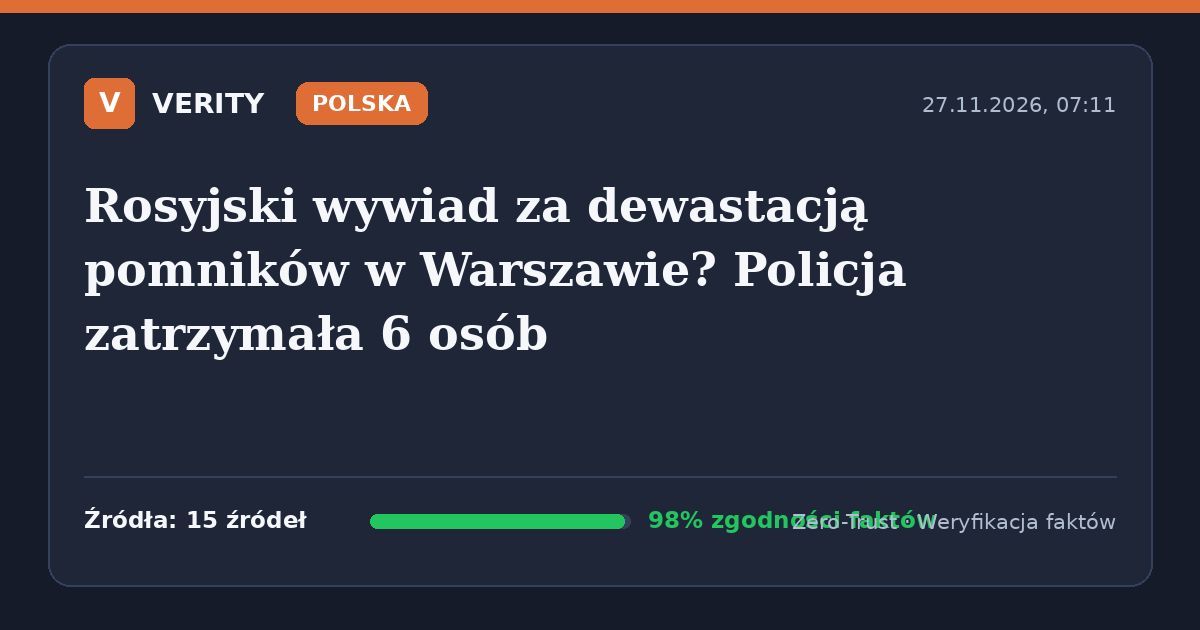 V VERITY POLSKA 27.11.2026, 07:11
Rosyjski wywiad za dewastacją
pomników w Warszawie? Policja
zatrzymała 6 osób
Źródła: 15 źródeł 98% zgodności faktów Zero-Trust · Weryfikacja faktów